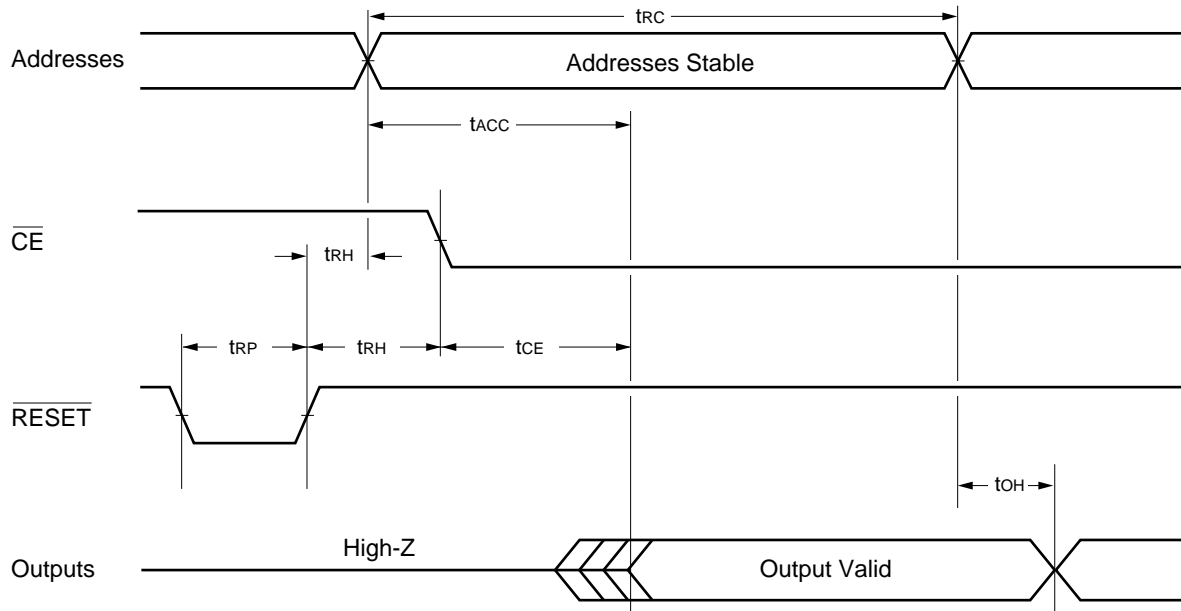 tRC
Addresses
Addresses Stable
tACC
CE
tRH
tRP
tRH
tCE
RESET
tOH
High-Z
Outputs
Output Valid